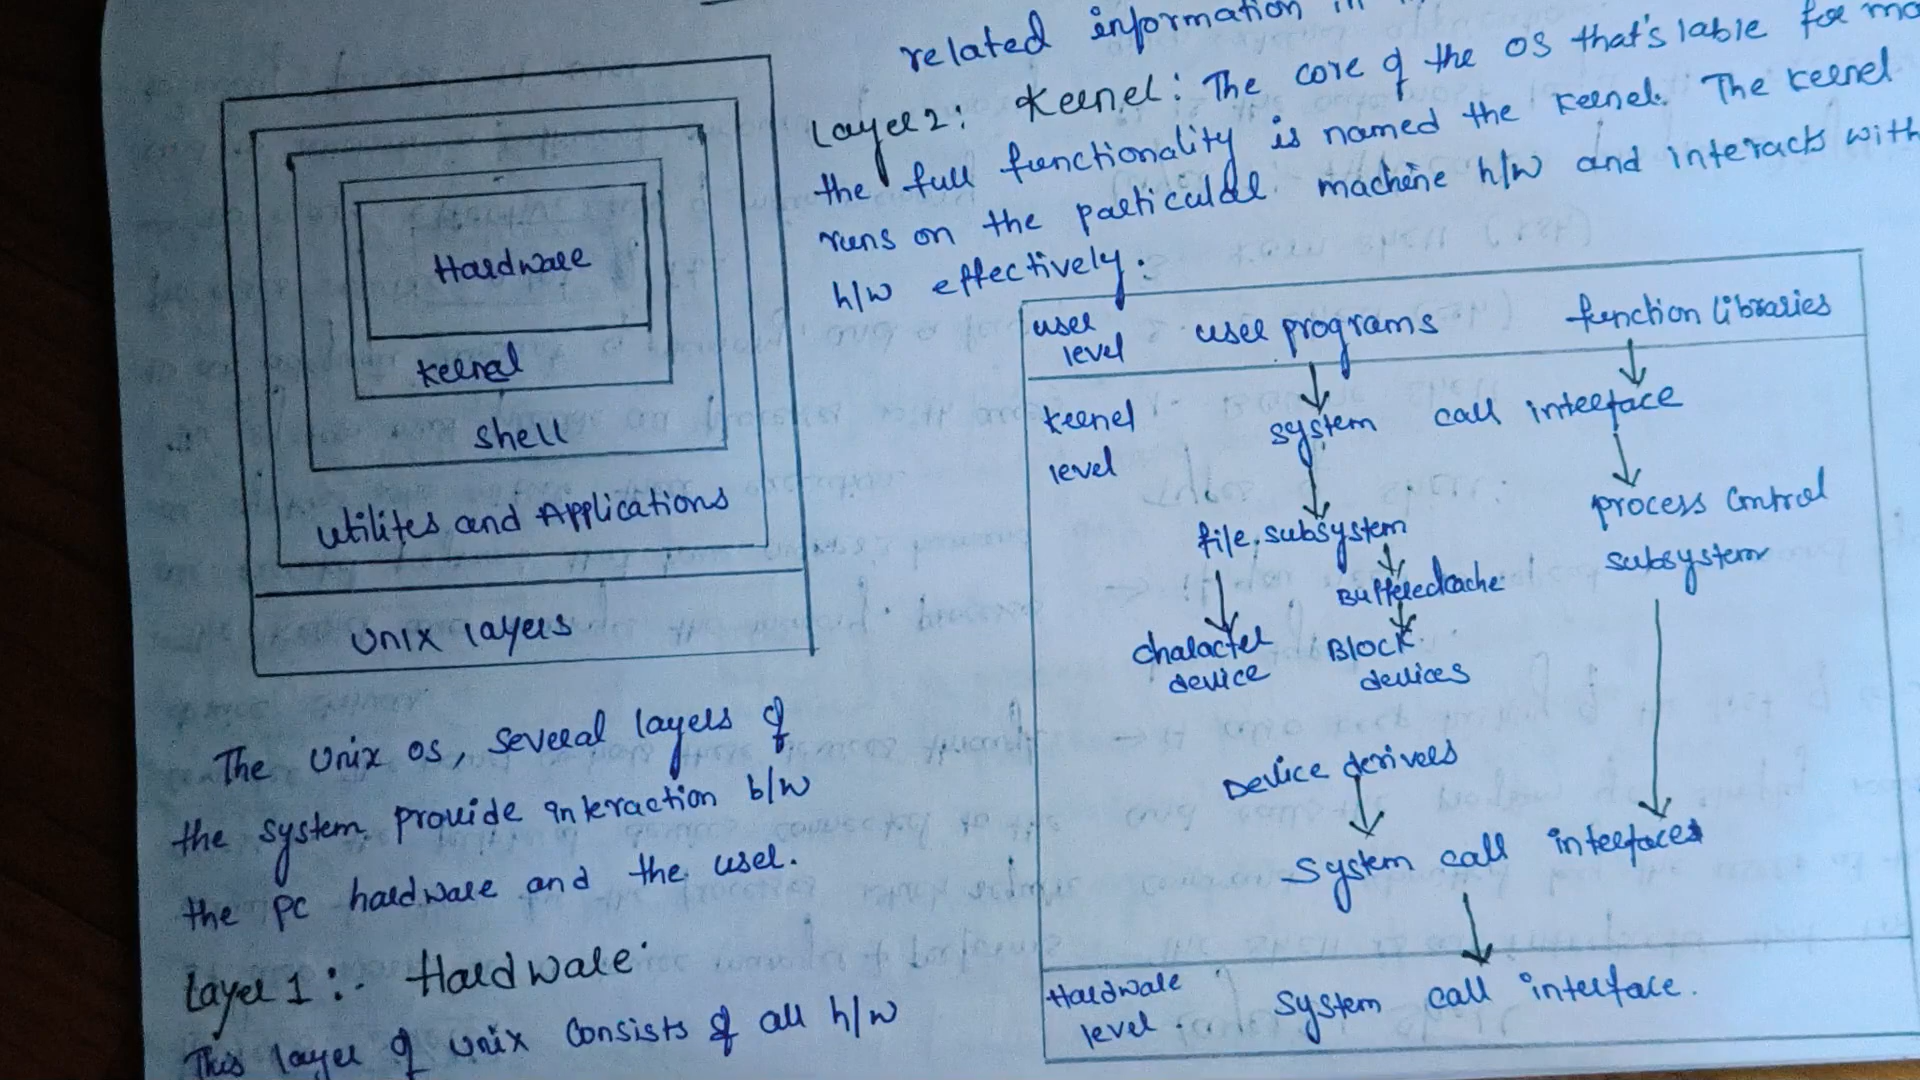 Hardware
Kernal
shell
utilites and Applications
Unix layers
The Unix os, several layers of
the system provide interaction b/w
the pc hardware and the user.
Layer 1 :- Hardware
This layer of Unix consists of all h/w
related information in
Layer 2: Kernel: The core of the OS that's lable for
the full functionality is named the kernel. The kernel
runs on the particular machine h/w and interacts with
h/w effectively.
user level user programs function libraries
kernel level
system call interface
file subsystem
process control subsystem
Bufferedcache
character device
Block devices
Device derivers
System call interfaces
Hardware level
system call interface.